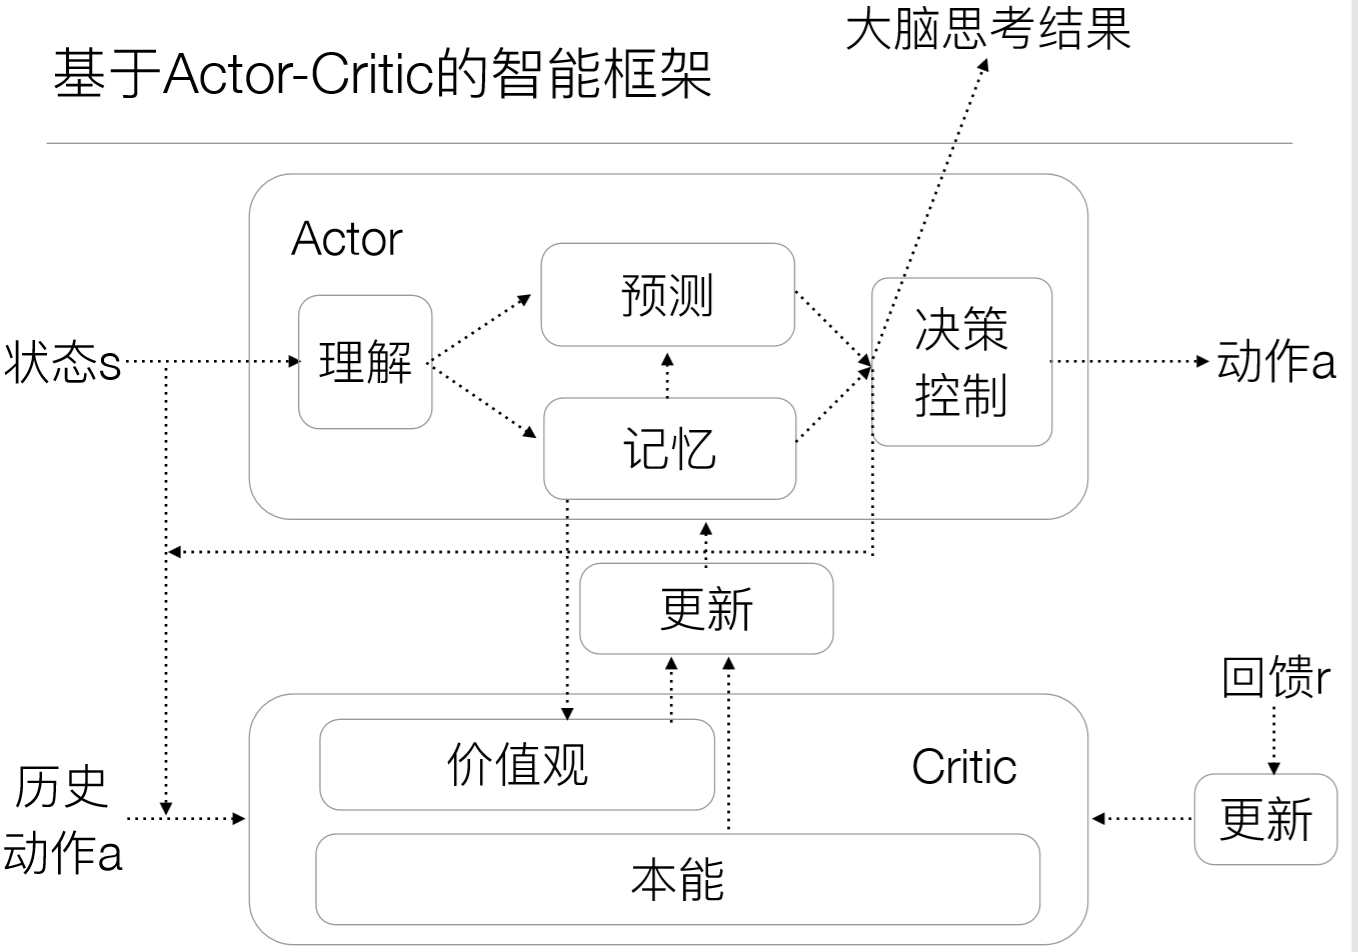 大脑思考结果
基于Actor-Critic的智能框架
Actor
预测
理解
决策
控制
状态s
动作a
记忆
更新
回馈r
价值观
Critic
历史
动作a
更新
本能